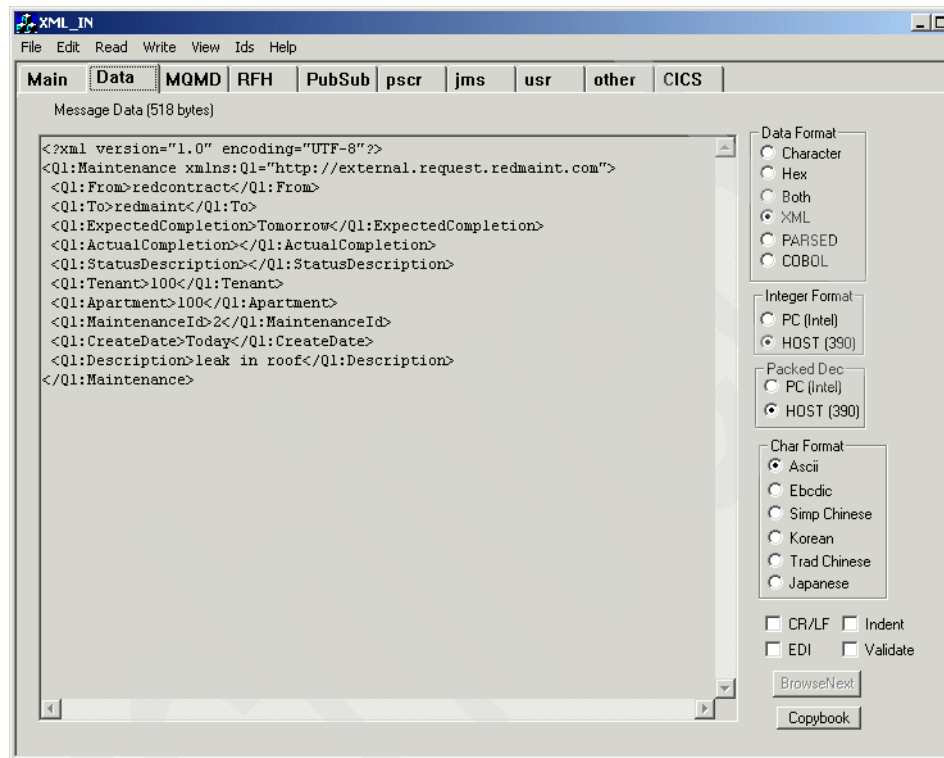 XML_IN
File Edit Read Write View Ids Help
Main Data MQMD RFH PubSub pscr jms usr other CICS
Message Data (518 bytes)
<?xml version="1.0" encoding="UTF-8"?>
<Q1:Maintenance xmlns:Q1="http://external.request.redmaint.com">
<Q1:From>redcontract</Q1:From>
<Q1:To>redmaint</Q1:To>
<Q1:ExpectedCompletion>Tomorrow</Q1:ExpectedCompletion>
<Q1:ActualCompletion></Q1:ActualCompletion>
<Q1:StatusDescription></Q1:StatusDescription>
<Q1:Tenant>100</Q1:Tenant>
<Q1:Apartment>100</Q1:Apartment>
<Q1:MaintenanceId>2</Q1:MaintenanceId>
<Q1:CreateDate>Today</Q1:CreateDate>
<Q1:Description>leak in roof</Q1:Description>
</Q1:Maintenance>
Data Format
Character
Hex
Both
XML
PARSED
COBOL
Integer Format
PC (Intel)
HOST (390)
Packed Dec
PC (Intel)
HOST (390)
Char Format
Ascii
Ebcdic
Simp Chinese
Korean
Trad Chinese
Japanese
CR/LF Indent
EDI Validate
BrowseNext
Copybook